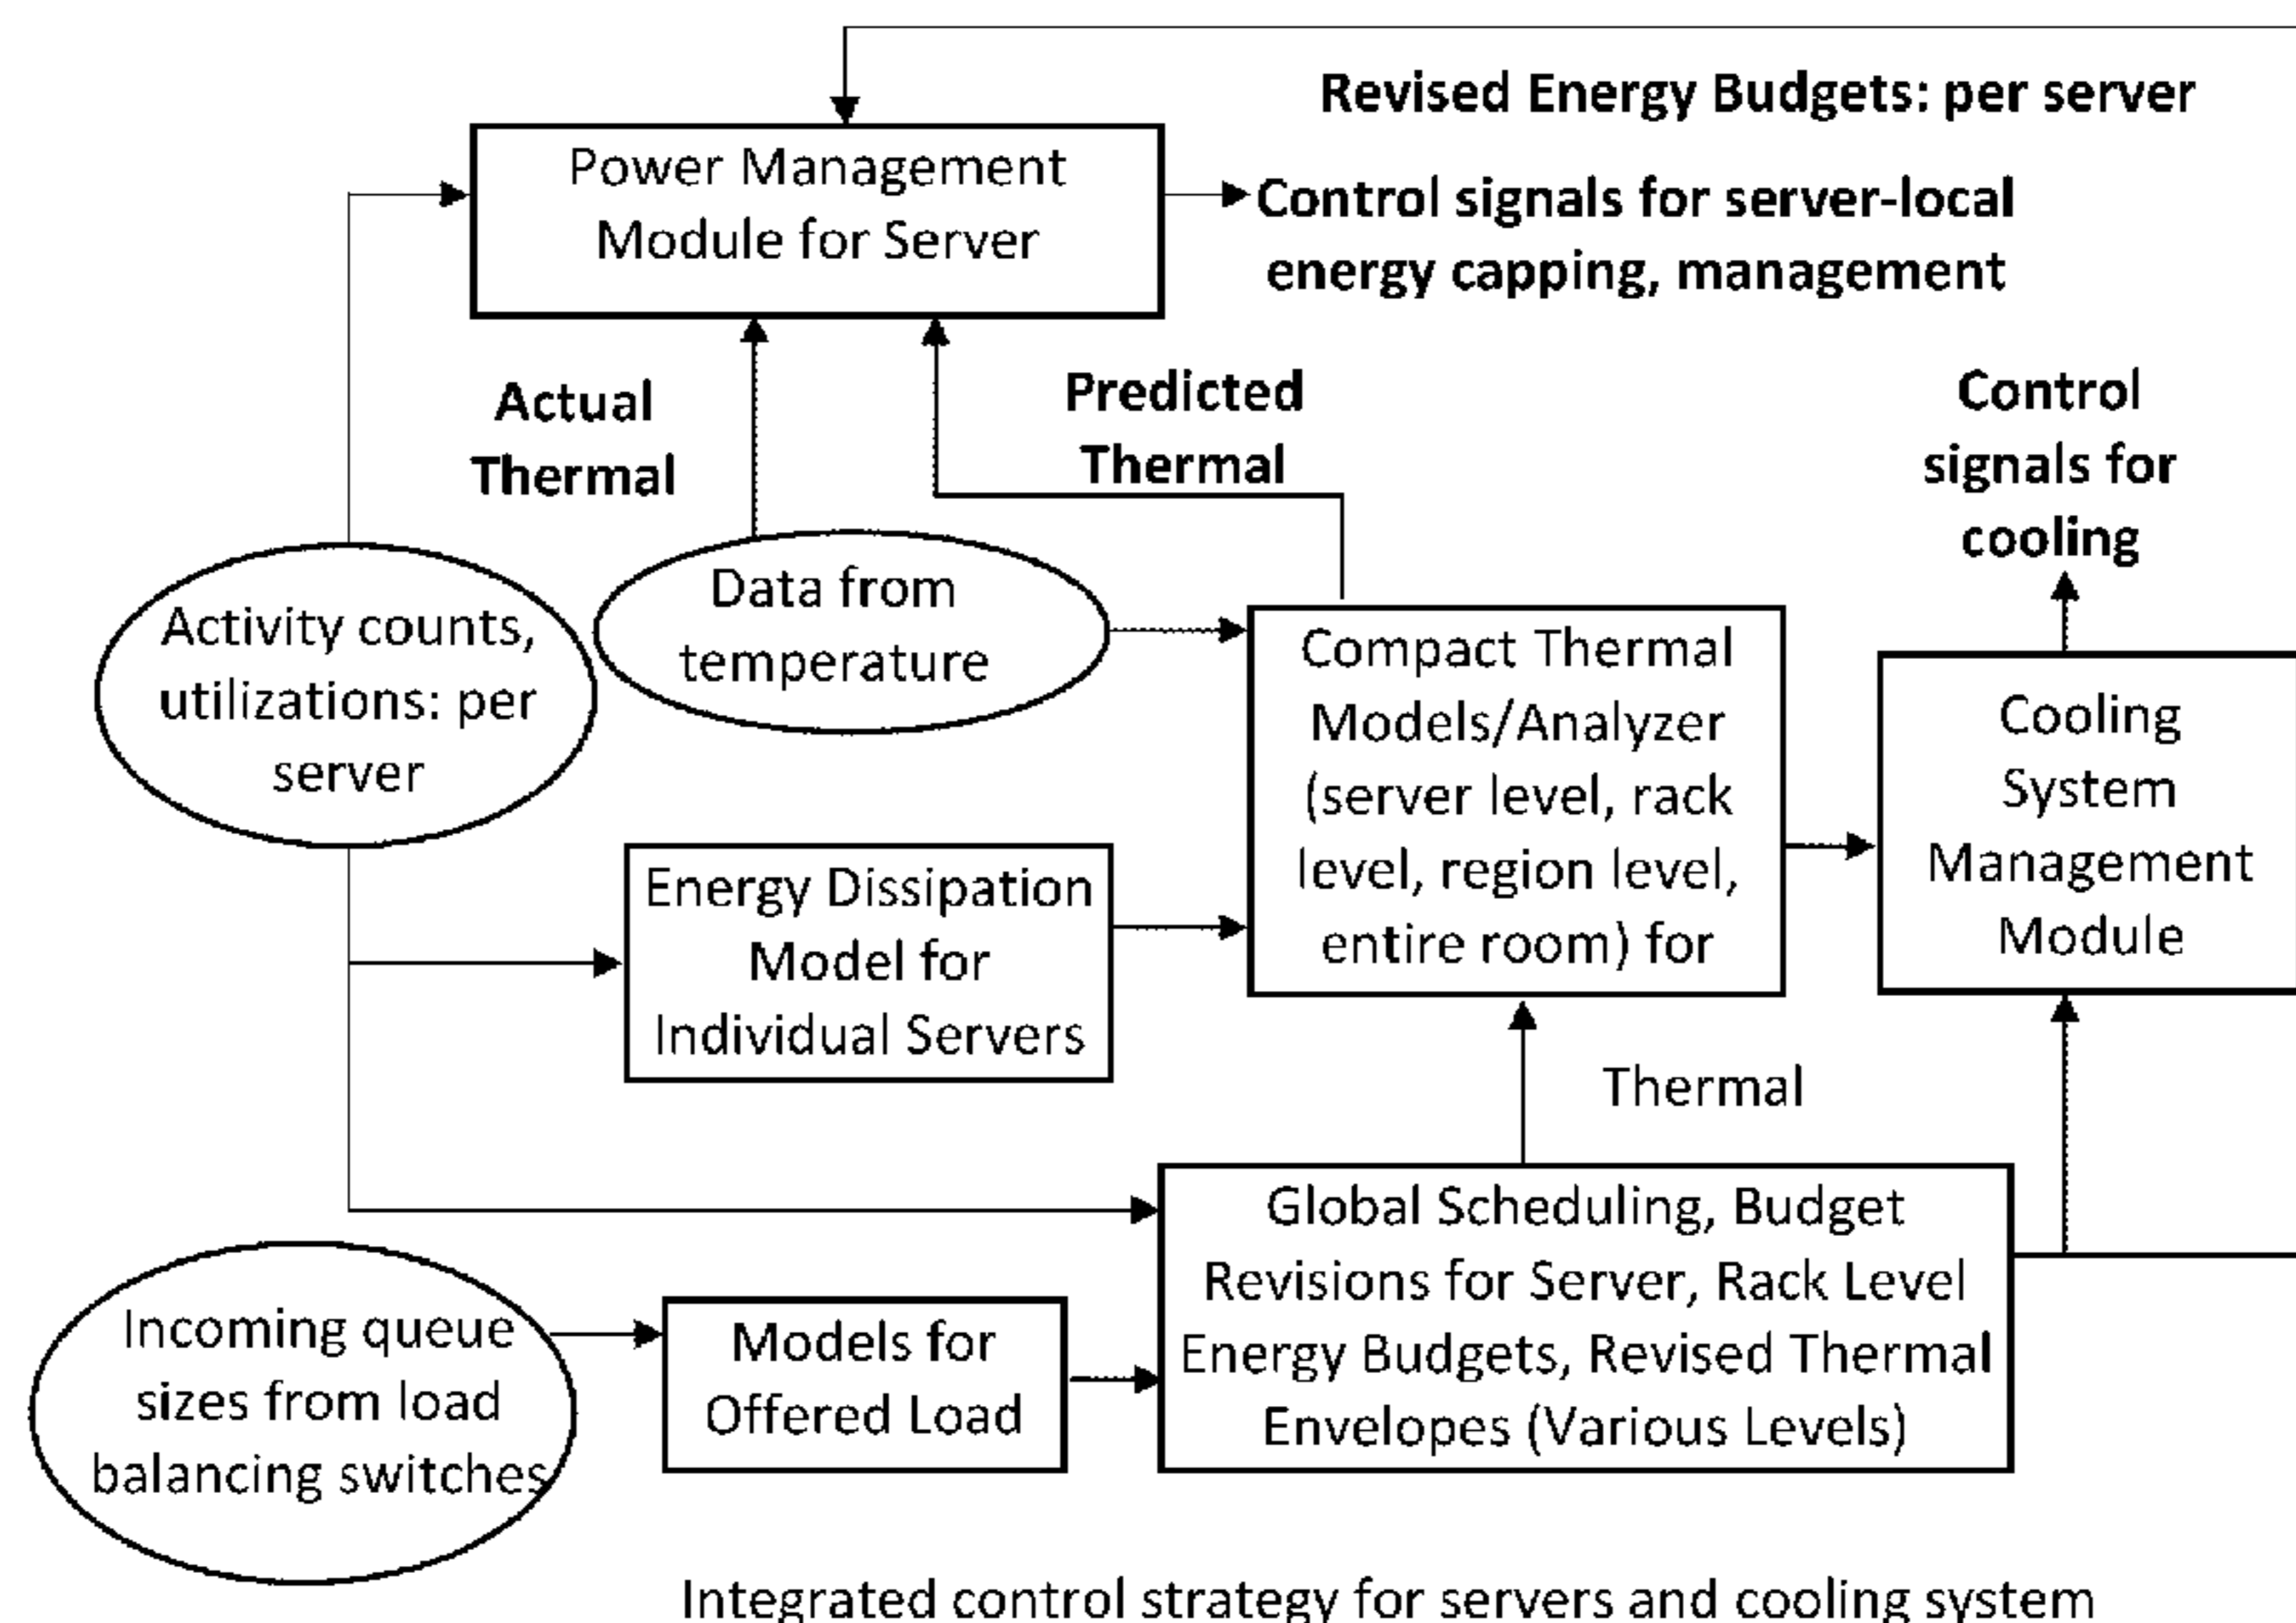 Revised Energy Budgets: per server
Power Management
Module for Server
Control signals for server-local
energy capping, management
Actual
Thermal
Predicted
Thermal
Control
signals for
cooling
Data from
temperature
Activity counts,
utilizations: per
server
Compact Thermal
Models/Analyzer
(server level, rack
level, region level,
entire room) for
Cooling
System
Management
Module
Energy Dissipation
Model for
Individual Servers
Thermal
Global Scheduling, Budget
Revisions for Server, Rack Level
Energy Budgets, Revised Thermal
Envelopes (Various Levels)
Incoming queue
sizes from load
balancing switches
Models for
Offered Load
Integrated control strategy for servers and cooling system